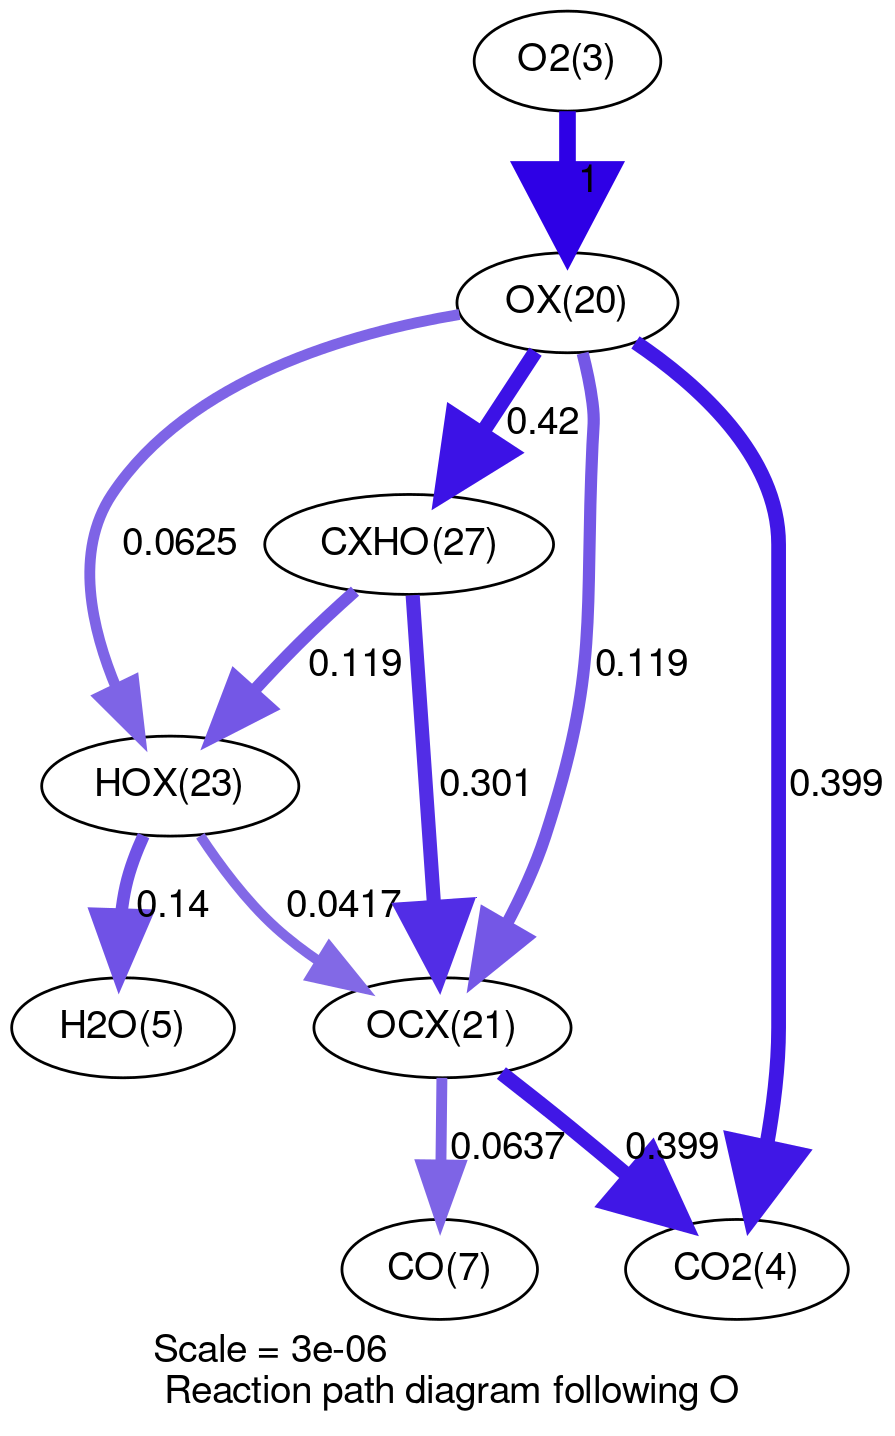 O2(3)
1
OX(20)
0.42
0.0625
CXHO(27)
0.119
0.119
HOX(23)
0.301
0.399
0.14
0.0417
H2O(5)
OCX(21)
0.0637
0.399
CO(7)
CO2(4)
Scale = 3e-06
Reaction path diagram following O